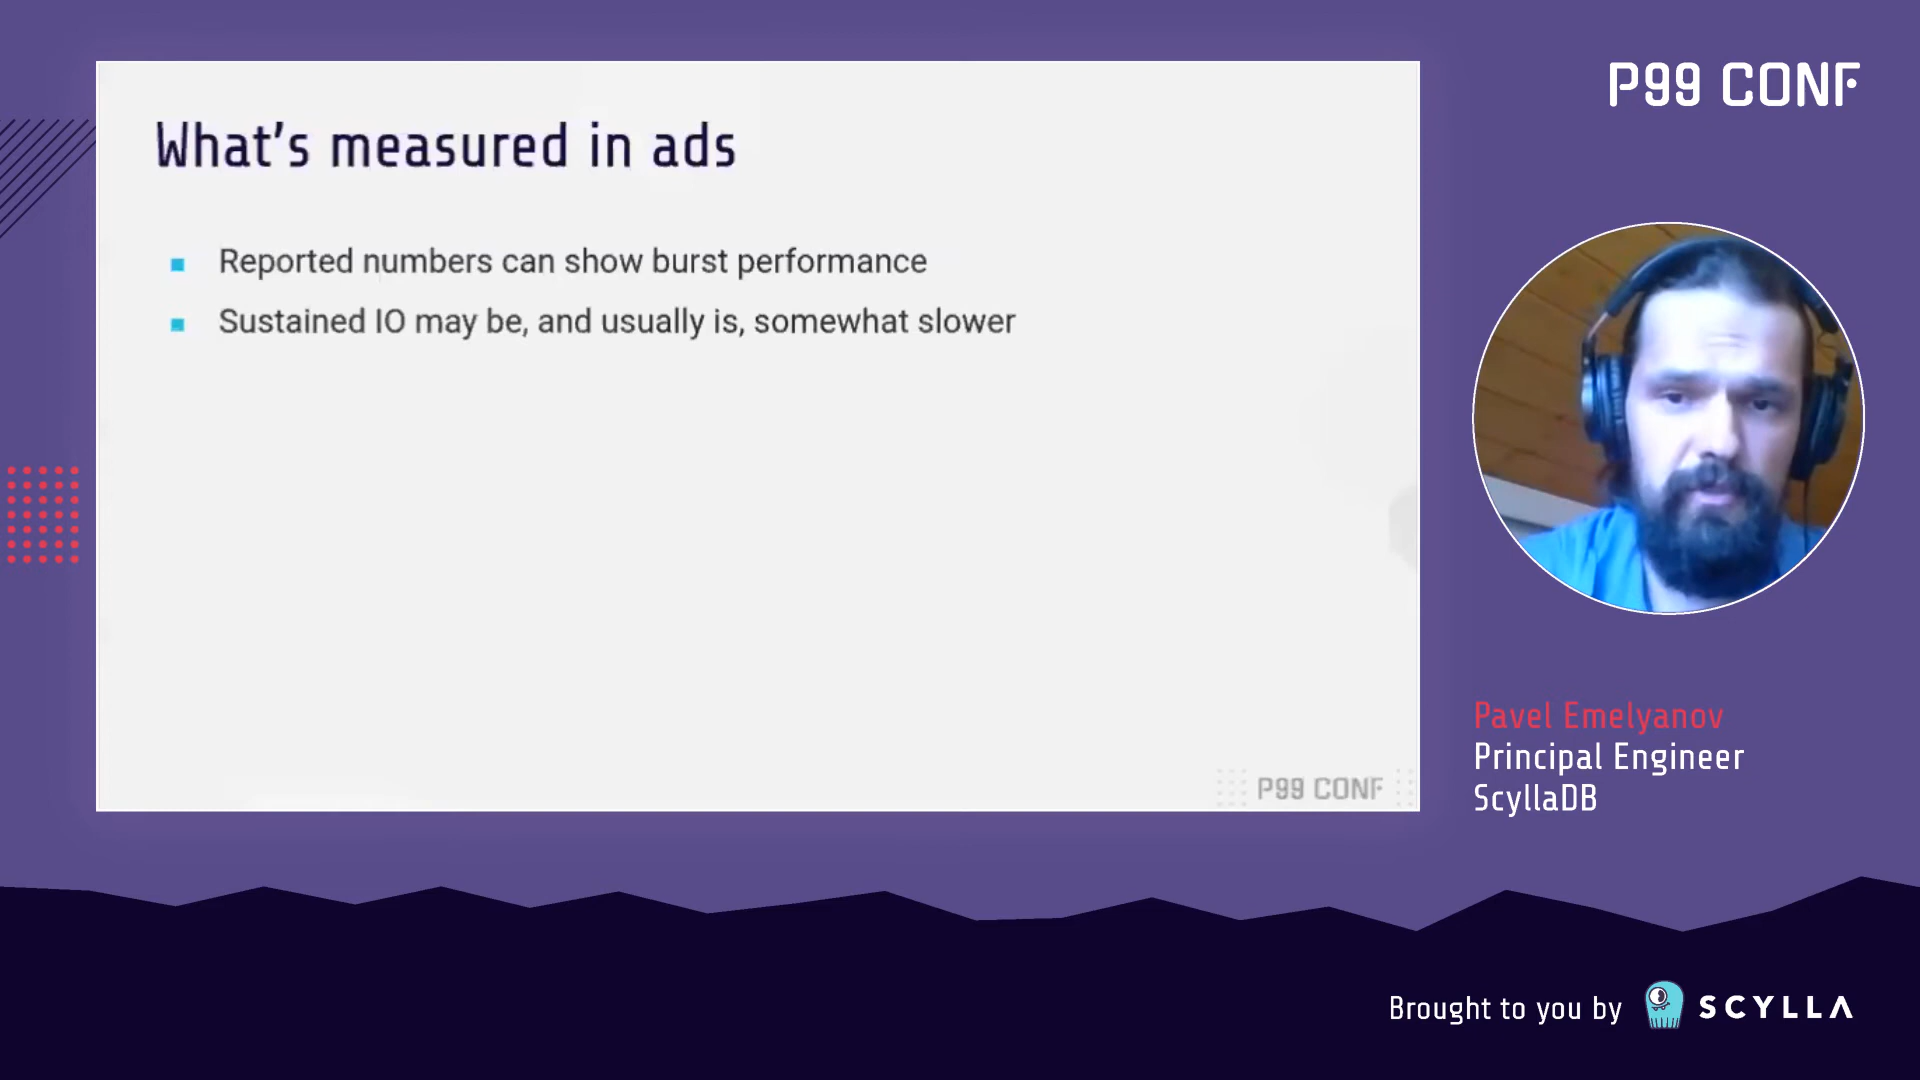 P99 CONF
What's measured in ads
Reported numbers can show burst performance
Sustained IO may be, and usually is, somewhat slower
P99 CONF
Pavel Emelyanov
Principal Engineer
ScyllaDB
Brought to you by SCYLLA